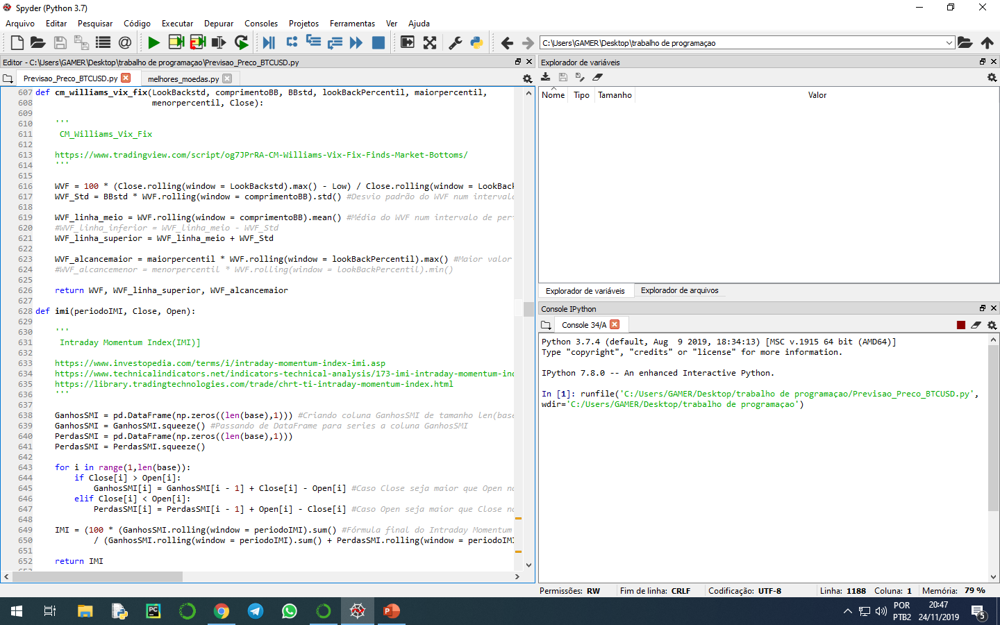 Spyder (Python 3.7)
Arquivo Editar Pesquisar Código Executar Depurar Consoles Projetos Ferramentas Ver Ajuda
C:\Users\GAMER\Desktop\trabalho de programaçao
Editor - C:\Users\GAMER\Desktop\trabalho de programaçao\Previsao_Preco_BTCUSD.py
Previsao_Preco_BTCUSD.py melhores_moedas.py
607 def cm_williams_vix_fix(LookBackstd, comprimentoBB, BBstd, lookBackPercentil, maiorpercentil,
608 menorpercentil, Close):
609
610 '''
611 CM_Williams_Vix_Fix
612
613 https://www.tradingview.com/script/og7JPrRA-CM-Williams-Vix-Fix-Finds-Market-Bottoms/
614 '''
615
616 WVF = 100 * (Close.rolling(window = LookBackstd).max() - Low) / Close.rolling(window = LookBac
617 WVF_Std = BBstd * WVF.rolling(window = comprimentoBB).std() #Desvio padrão do WVF num interval
618
619 WVF_linha_meio = WVF.rolling(window = comprimentoBB).mean() #Média do WVF num intervalo de per
620 #WVF_linha_inferior = WVF_linha_meio - WVF_Std
621 WVF_linha_superior = WVF_linha_meio + WVF_Std
622
623 WVF_alcancemaior = maiorpercentil * WVF.rolling(window = lookBackPercentil).max() #Maior valor
624 #WVF_alcancemenor = menorpercentil * WVF.rolling(window = lookBackPercentil).min()
625
626 return WVF, WVF_linha_superior, WVF_alcancemaior
627
628 def imi(periodoIMI, Close, Open):
629
630 '''
631 Intraday Momentum Index(IMI)]
632
633 https://www.investopedia.com/terms/i/intraday-momentum-index-imi.asp
634 https://www.technicalindicators.net/indicators-technical-analysis/173-imi-intraday-momentum-in
635 https://library.tradingtechnologies.com/trade/chrt-ti-intraday-momentum-index.html
636 '''
637
638 GanhosSMI = pd.DataFrame(np.zeros((len(base),1))) #Criando coluna GanhosSMI de tamanho len(bas
639 GanhosSMI = GanhosSMI.squeeze() #Passando de DataFrame para series a coluna GanhosSMI
640 PerdasSMI = pd.DataFrame(np.zeros((len(base),1)))
641 PerdasSMI = PerdasSMI.squeeze()
642
643 for i in range(1,len(base)):
644 if Close[i] > Open[i]:
645 GanhosSMI[i] = GanhosSMI[i - 1] + Close[i] - Open[i] #Caso Close seja maior que Open no
646 elif Close[i] < Open[i]:
647 PerdasSMI[i] = PerdasSMI[i - 1] + Open[i] - Close[i] #Caso Open seja maior que Close no
648
649 IMI = (100 * (GanhosSMI.rolling(window = periodoIMI).sum() #Fórmula final do Intraday Momentum
650 / (GanhosSMI.rolling(window = periodoIMI).sum() + PerdasSMI.rolling(window = periodoIM
651
652 return IMI
Explorador de variáveis
Nome Tipo Tamanho Valor
Explorador de variáveis Explorador de arquivos
Console IPython
Console 34/A
Python 3.7.4 (default, Aug 9 2019, 18:34:13) [MSC v.1915 64 bit (AMD64)]
Type "copyright", "credits" or "license" for more information.
IPython 7.8.0 -- An enhanced Interactive Python.
In [1]: runfile('C:/Users/GAMER/Desktop/trabalho de programaçao/Previsao_Preco_BTCUSD.py',
wdir='C:/Users/GAMER/Desktop/trabalho de programaçao')
Permissões: RW Fim de linha: CRLF Codificação: UTF-8 Linha: 1188 Coluna: 1 Memória: 79 %
POR 20:47
PTB2 24/11/2019 5